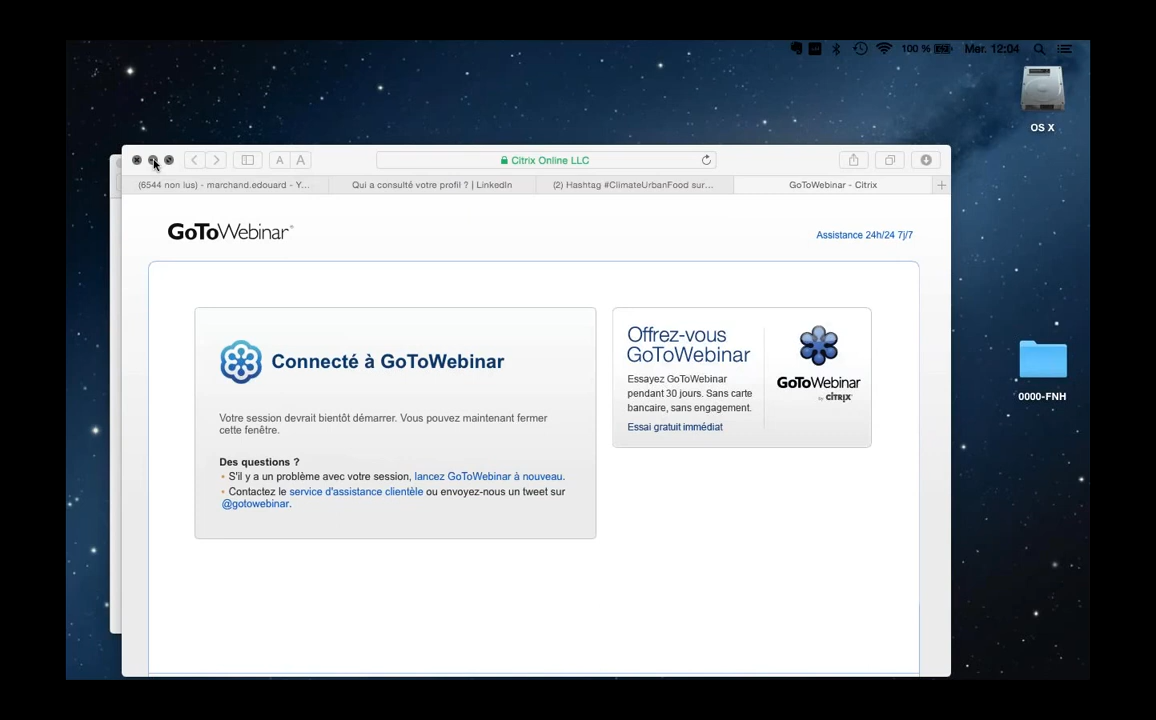 100 % Mer. 12:04
OS X
A A
Citrix Online LLC
(6544 non lus) - marchand.edouard - Y...
Qui a consulté votre profil ? | LinkedIn
(2) Hashtag #ClimateUrbanFood sur...
GoToWebinar - Citrix
GoToWebinar
Assistance 24h/24 7j/7
Connecté à GoToWebinar
Votre session devrait bientôt démarrer. Vous pouvez maintenant fermer
cette fenêtre.
Des questions ?
• S'il y a un problème avec votre session, lancez GoToWebinar à nouveau.
• Contactez le service d'assistance clientèle ou envoyez-nous un tweet sur
@gotowebinar.
Offrez-vous
GoToWebinar
Essayez GoToWebinar
pendant 30 jours. Sans carte
bancaire, sans engagement.
Essai gratuit immédiat
GoToWebinar
by CITRIX
0000-FNH